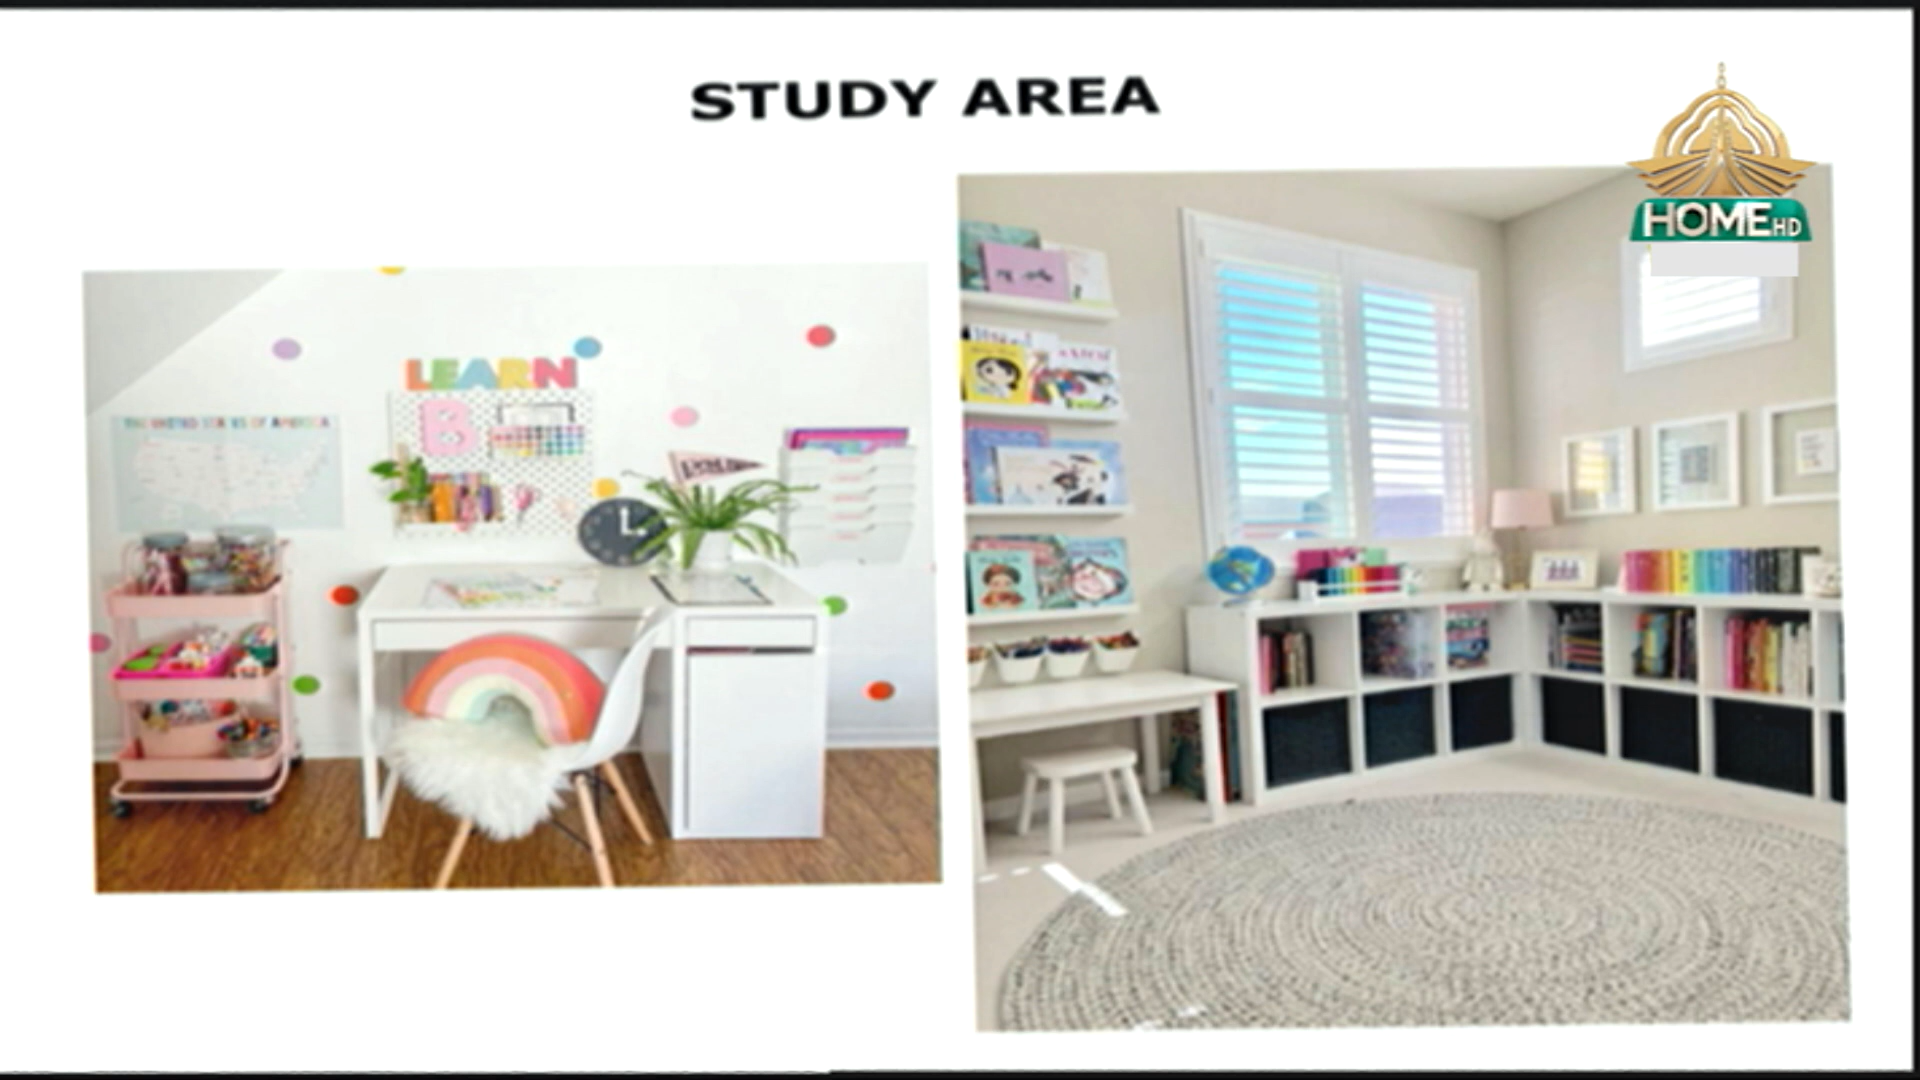 STUDY AREA
HOME HD
LEARN
THE UNITED STATES OF AMERICA
B